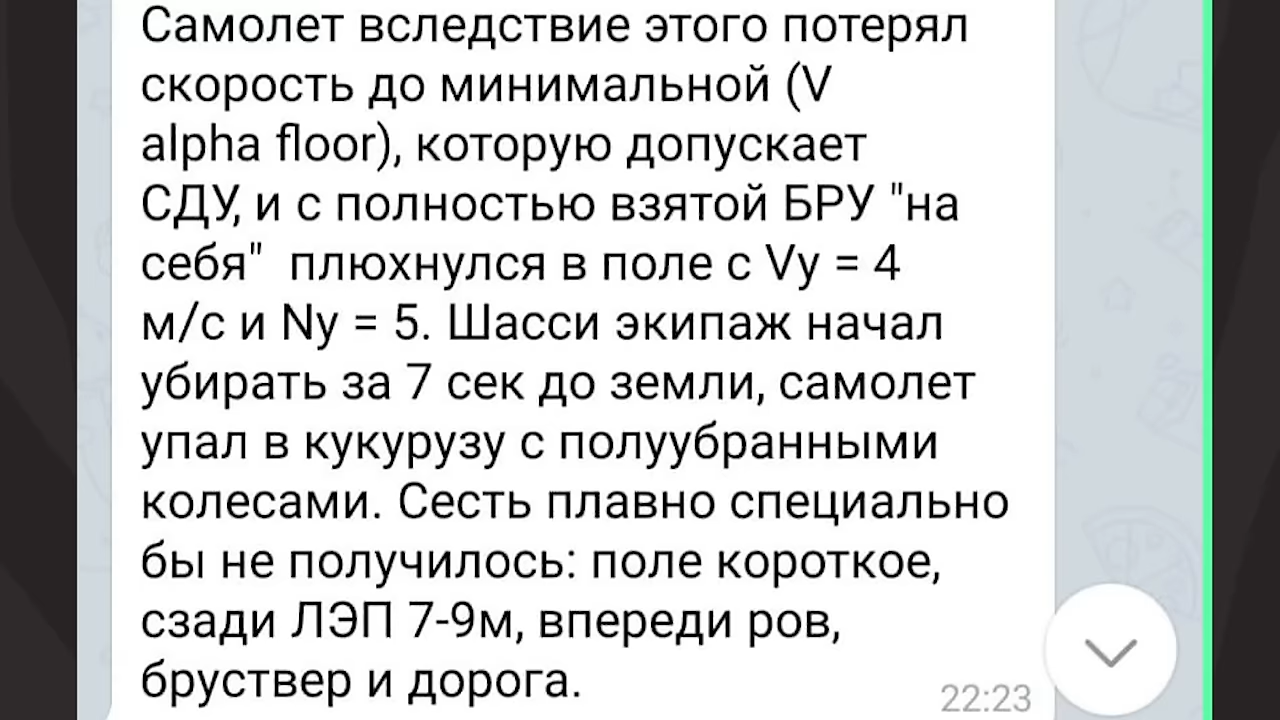 Самолет вследствие этого потерял
скорость до минимальной (V
alpha floor), которую допускает
СДУ, и с полностью взятой БРУ "на
себя"  плюхнулся в поле с Vy = 4
м/с и Ny = 5. Шасси экипаж начал
убирать за 7 сек до земли, самолет
упал в кукурузу с полуубранными
колесами. Сесть плавно специально
бы не получилось: поле короткое,
сзади ЛЭП 7-9м, впереди ров,
бруствер и дорога.
22:23